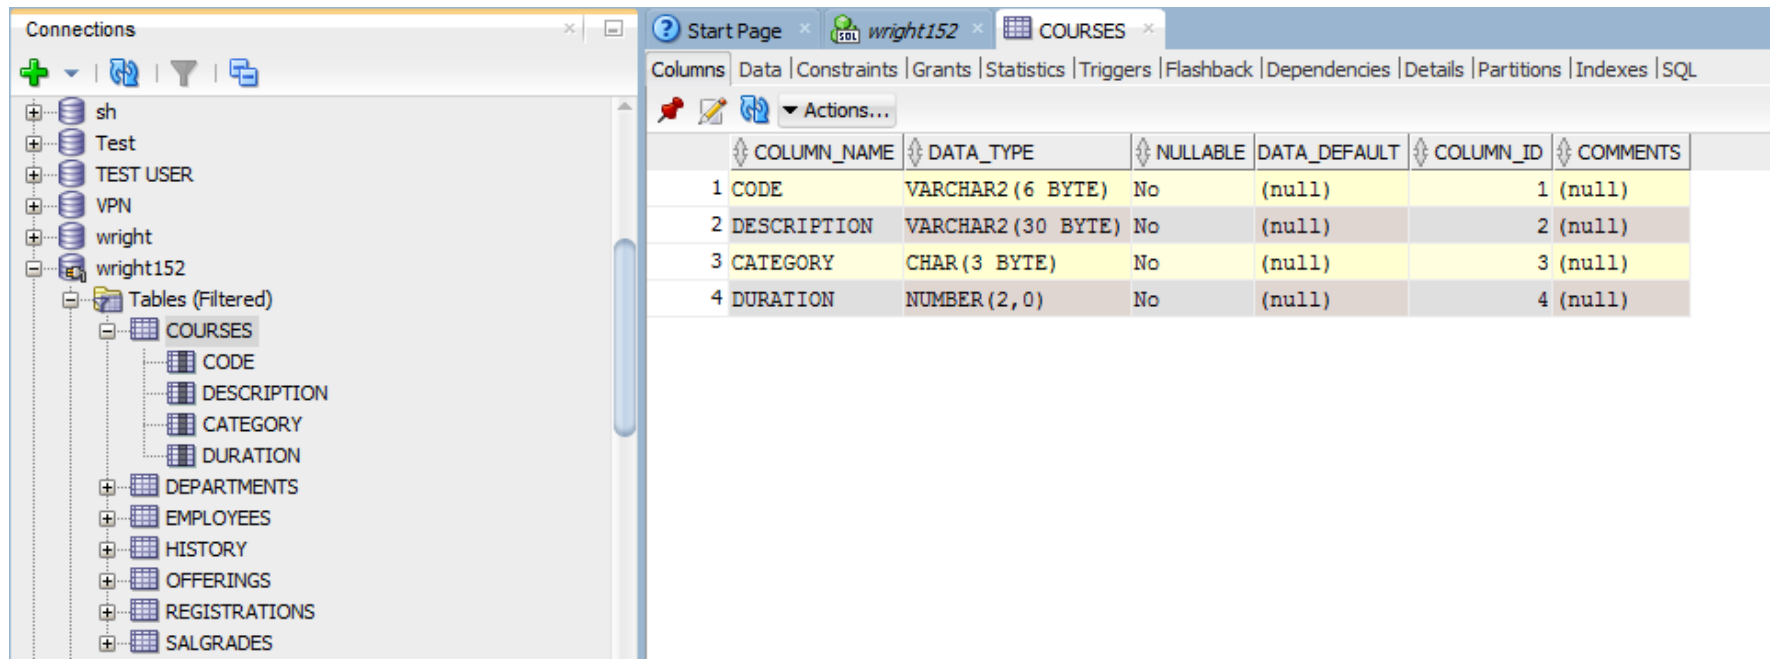 Connections
sh
Test
TEST USER
VPN
wright
wright152
Tables (Filtered)
COURSES
CODE
DESCRIPTION
CATEGORY
DURATION
DEPARTMENTS
EMPLOYEES
HISTORY
OFFERINGS
REGISTRATIONS
SALGRADES
Start Page wright152 COURSES
Columns Data Constraints Grants Statistics Triggers Flashback Dependencies Details Partitions Indexes SQL
Actions...
COLUMN_NAME DATA_TYPE NULLABLE DATA_DEFAULT COLUMN_ID COMMENTS
1 CODE VARCHAR2(6 BYTE) No (null) 1 (null)
2 DESCRIPTION VARCHAR2(30 BYTE) No (null) 2 (null)
3 CATEGORY CHAR(3 BYTE) No (null) 3 (null)
4 DURATION NUMBER(2,0) No (null) 4 (null)